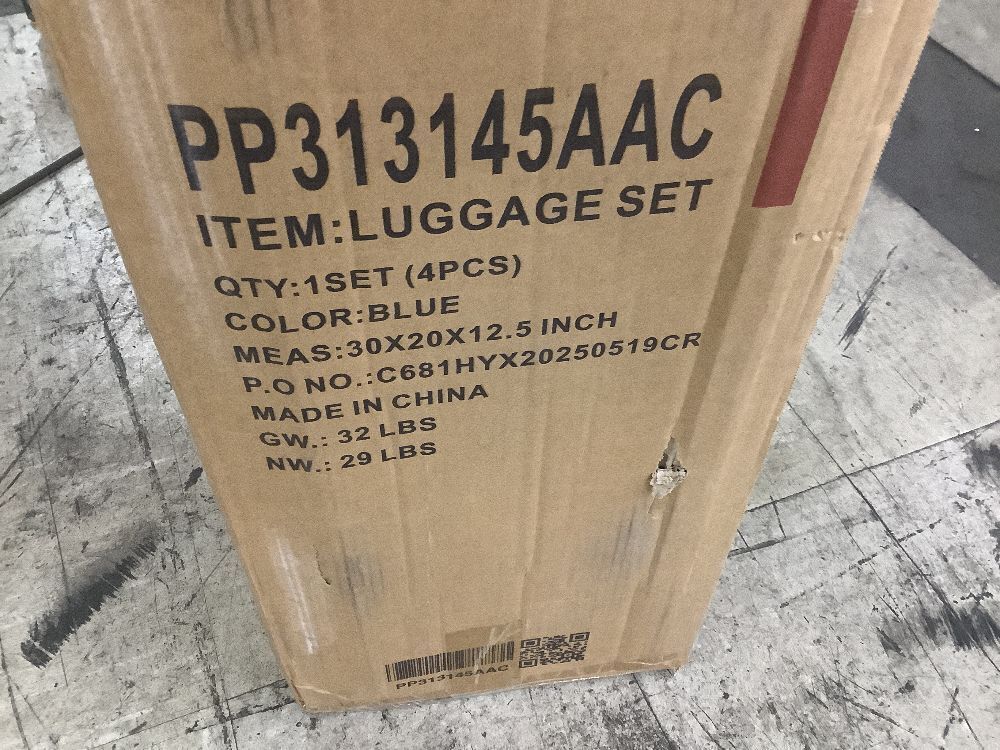 PP313145AAC
ITEM:LUGGAGE SET
QTY:1SET (4PCS)
COLOR:BLUE
MEAS:30X20X12.5 INCH
P.O NO.:C681HYX20250519CR
MADE IN CHINA
GW.: 32 LBS
NW.: 29 LBS
PP313145AAC